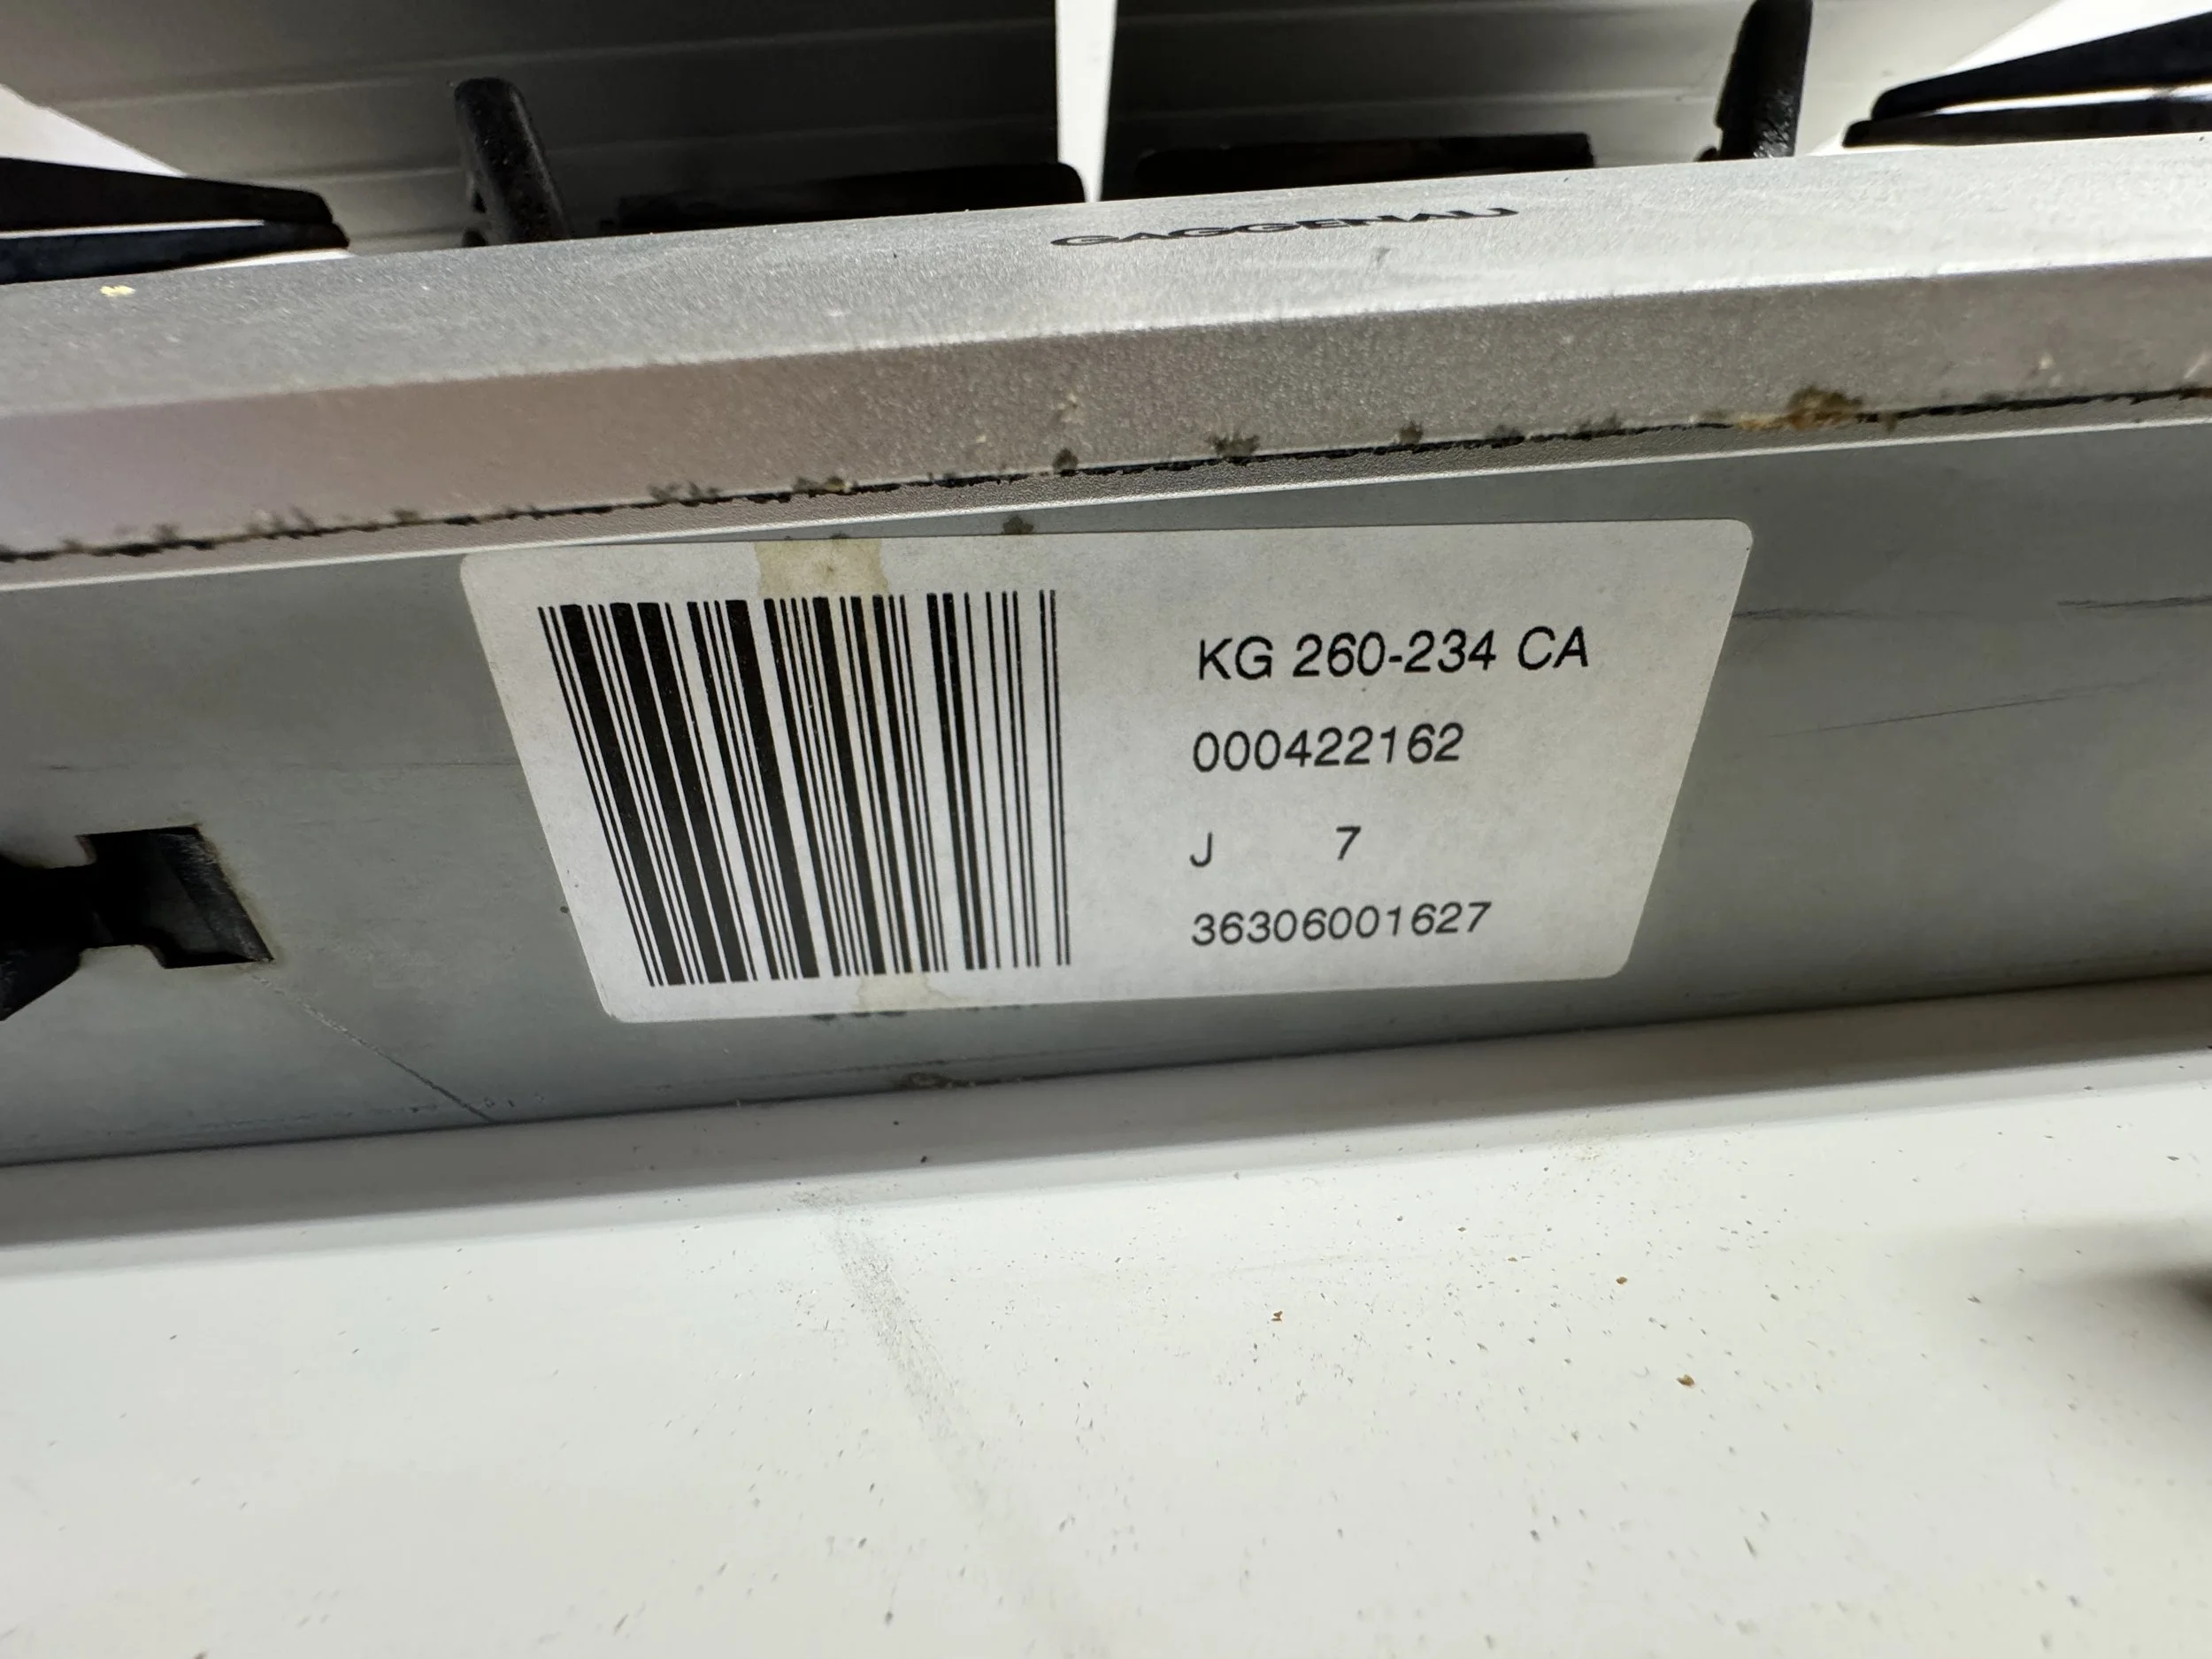 GAGGENAU
KG 260-234 CA
000422162
J 7
36306001627